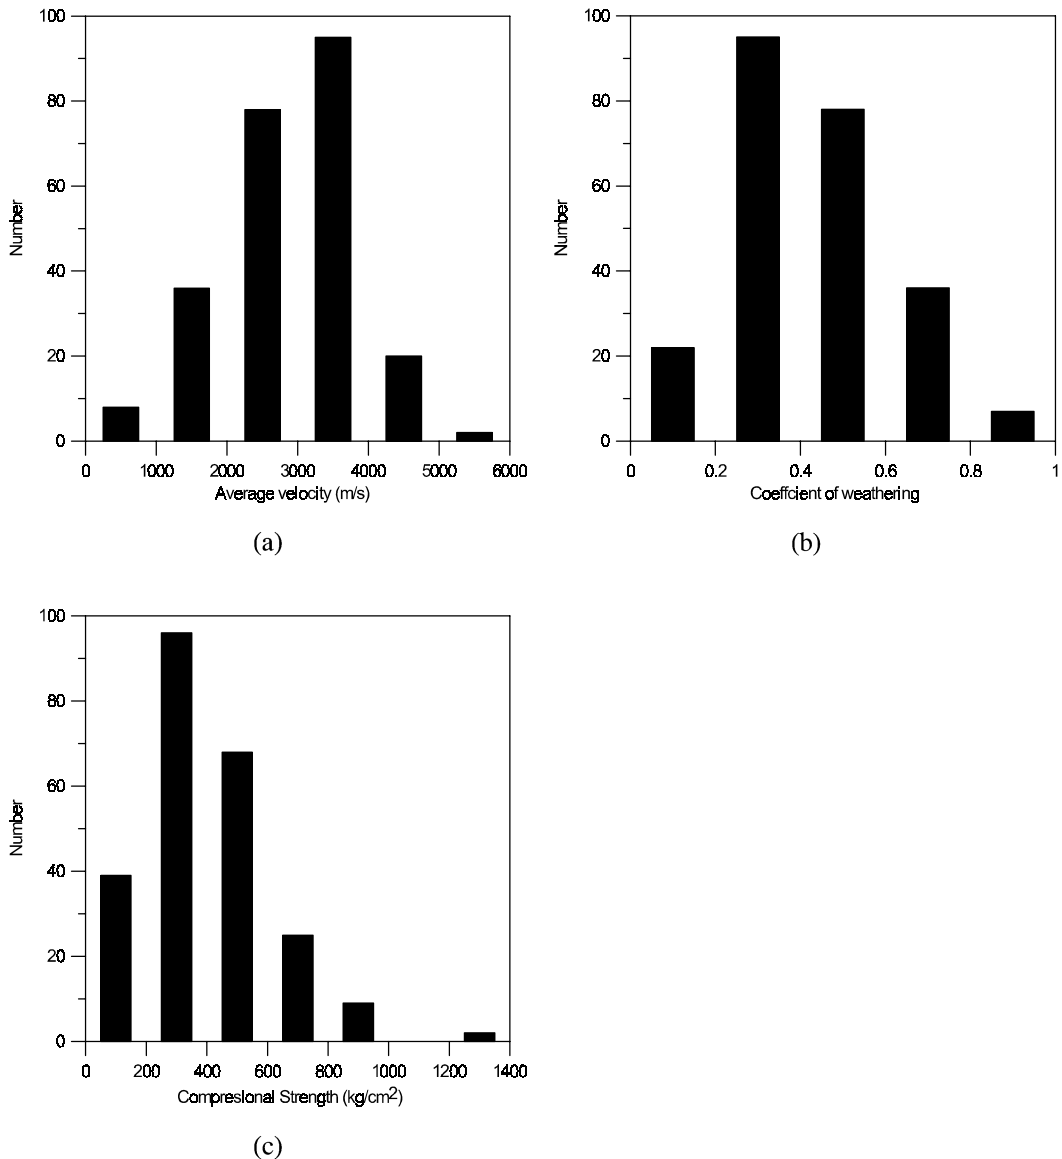 100
80
60
40
20
0
Number
0 1000 2000 3000 4000 5000 6000
Average velocity (m/s)
(a)
100
80
60
40
20
0
Number
0 0.2 0.4 0.6 0.8 1
Coeffcient of weathering
(b)
100
80
60
40
20
0
Number
0 200 400 600 800 1000 1200 1400
Compresional Strength (kg/cm2)
(c)